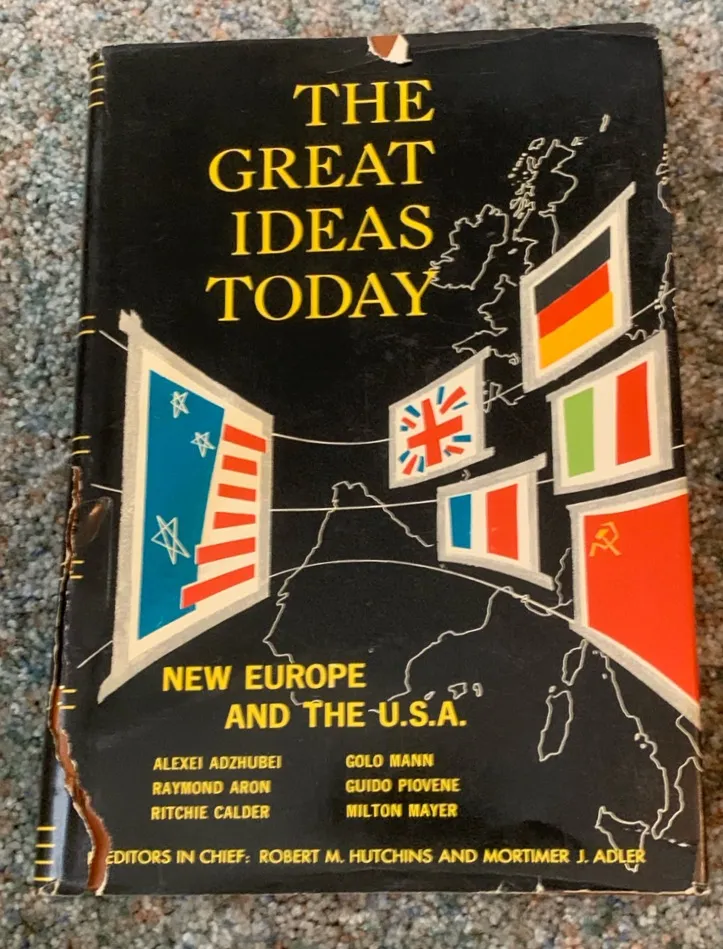 THE
GREAT
IDEAS
TODAY
NEW EUROPE
AND THE U.S.A.
ALEXEI ADZHUBEI
RAYMOND ARON
RITCHIE CALDER
GOLO MANN
GUIDO PIOVENE
MILTON MAYER
EDITORS IN CHIEF: ROBERT M. HUTCHINS AND MORTIMER J. ADLER